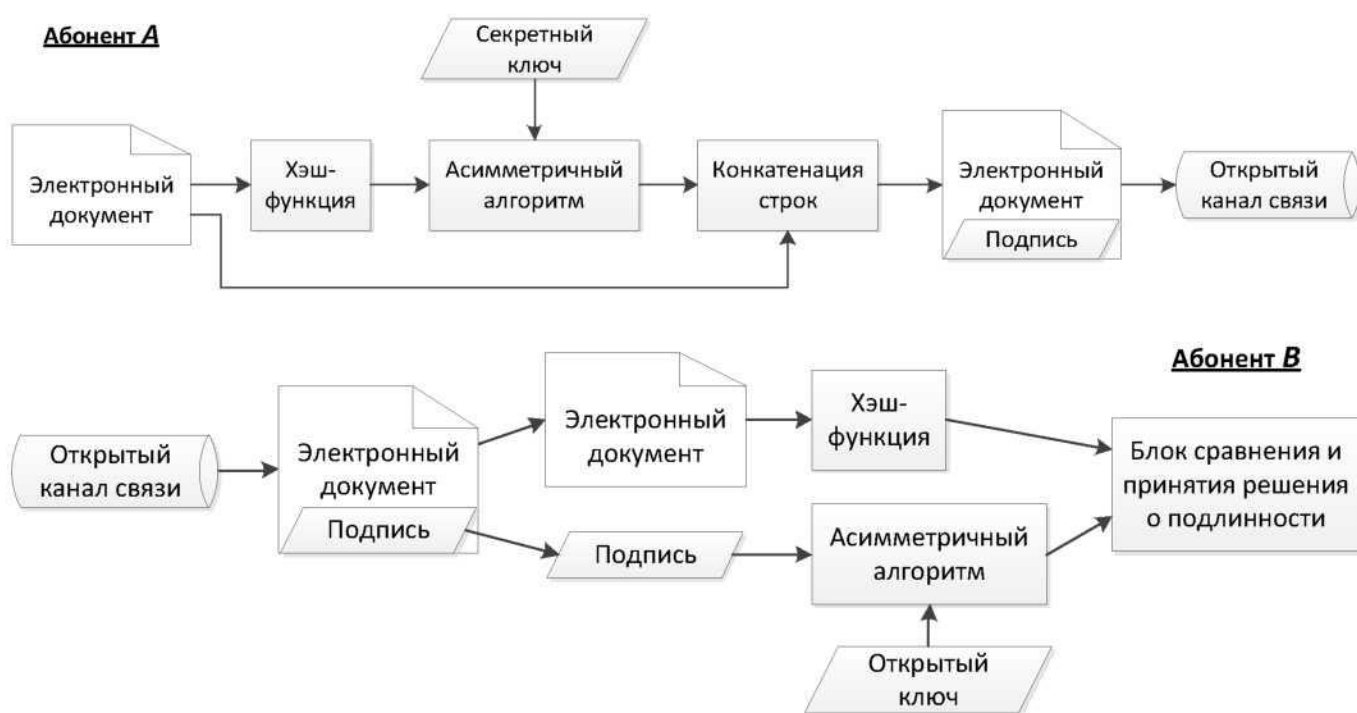 Абонент A
Секретный
ключ
Электронный
документ
Хэш-
функция
Асимметричный
алгоритм
Конкатенация
строк
Электронный
документ
Подпись
Открытый
канал связи
Абонент B
Открытый
канал связи
Электронный
документ
Подпись
Электронный
документ
Хэш-
функция
Подпись
Асимметричный
алгоритм
Открытый
ключ
Блок сравнения и
принятия решения
о подлинности